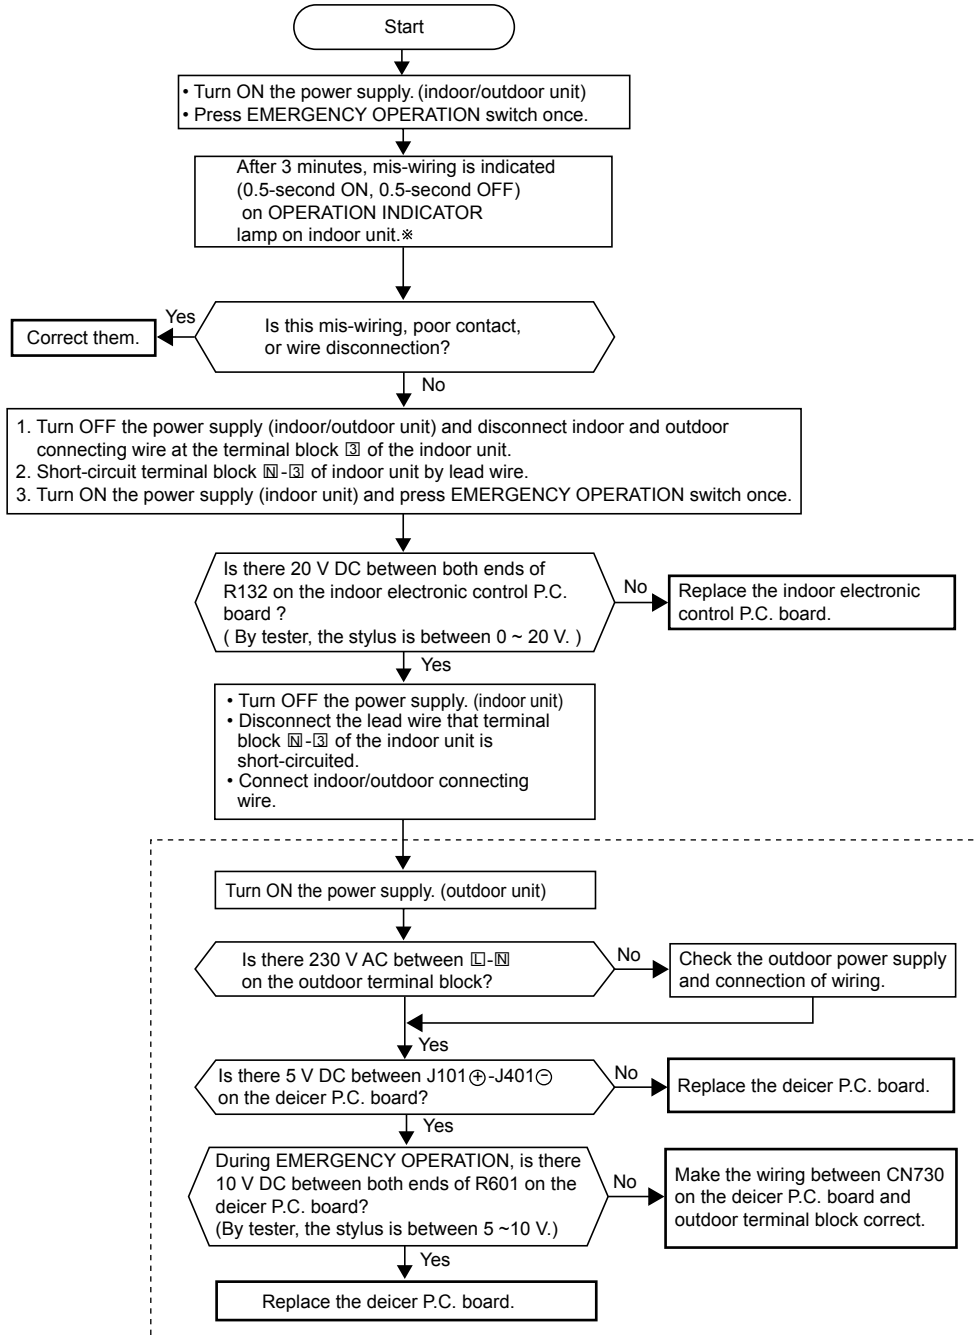 Start
• Turn ON the power supply. (indoor/outdoor unit)
• Press EMERGENCY OPERATION switch once.
After 3 minutes, mis-wiring is indicated
(0.5-second ON, 0.5-second OFF)
on OPERATION INDICATOR
lamp on indoor unit.※
Is this mis-wiring, poor contact,
or wire disconnection?
Yes
Correct them.
No
1. Turn OFF the power supply (indoor/outdoor unit) and disconnect indoor and outdoor
connecting wire at the terminal block 3 of the indoor unit.
2. Short-circuit terminal block N-3 of indoor unit by lead wire.
3. Turn ON the power supply (indoor unit) and press EMERGENCY OPERATION switch once.
Is there 20 V DC between both ends of
R132 on the indoor electronic control P.C.
board ?
( By tester, the stylus is between 0 ~ 20 V. )
No
Replace the indoor electronic
control P.C. board.
Yes
• Turn OFF the power supply. (indoor unit)
• Disconnect the lead wire that terminal
block N-3 of the indoor unit is
short-circuited.
• Connect indoor/outdoor connecting
wire.
Turn ON the power supply. (outdoor unit)
Is there 230 V AC between L-N
on the outdoor terminal block?
No
Check the outdoor power supply
and connection of wiring.
Yes
Is there 5 V DC between J101⊕-J401⊖
on the deicer P.C. board?
No
Replace the deicer P.C. board.
Yes
During EMERGENCY OPERATION, is there
10 V DC between both ends of R601 on the
deicer P.C. board?
(By tester, the stylus is between 5 ~10 V.)
No
Make the wiring between CN730
on the deicer P.C. board and
outdoor terminal block correct.
Yes
Replace the deicer P.C. board.